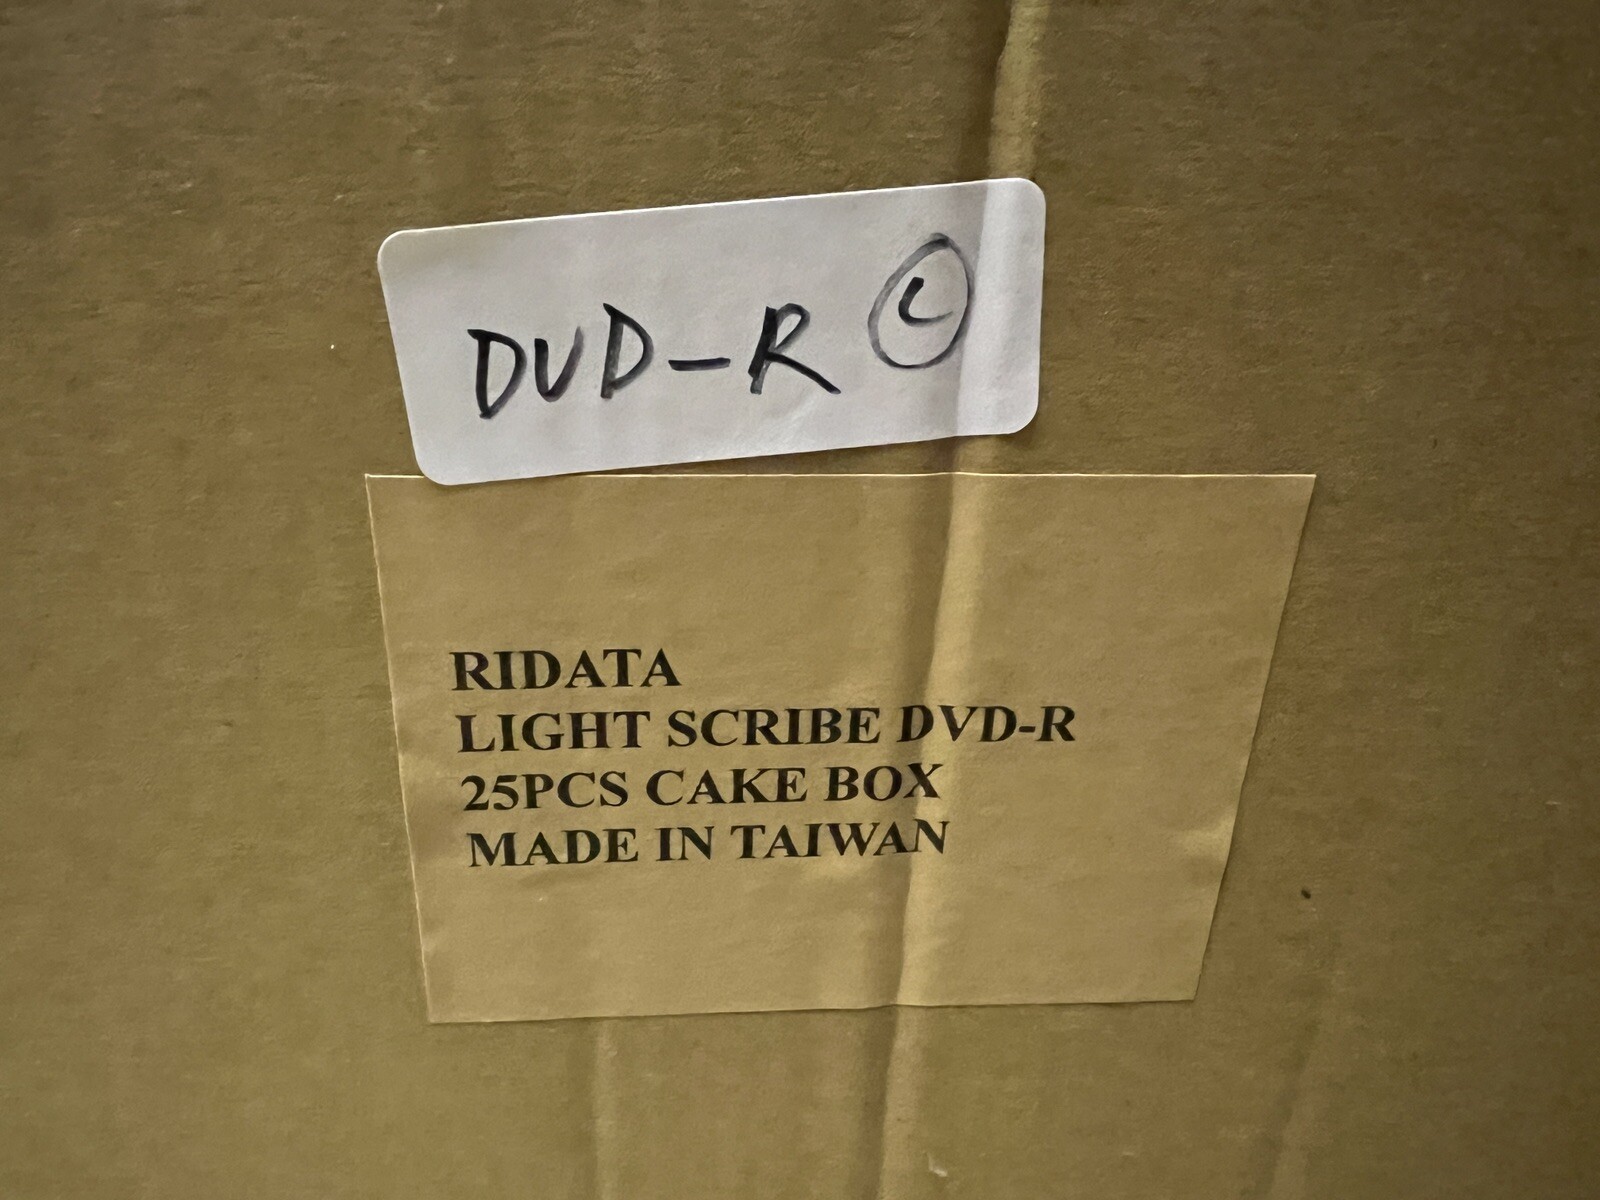 DVD-R L
RIDATA
LIGHT SCRIBE DVD-R
25PCS CAKE BOX
MADE IN TAIWAN